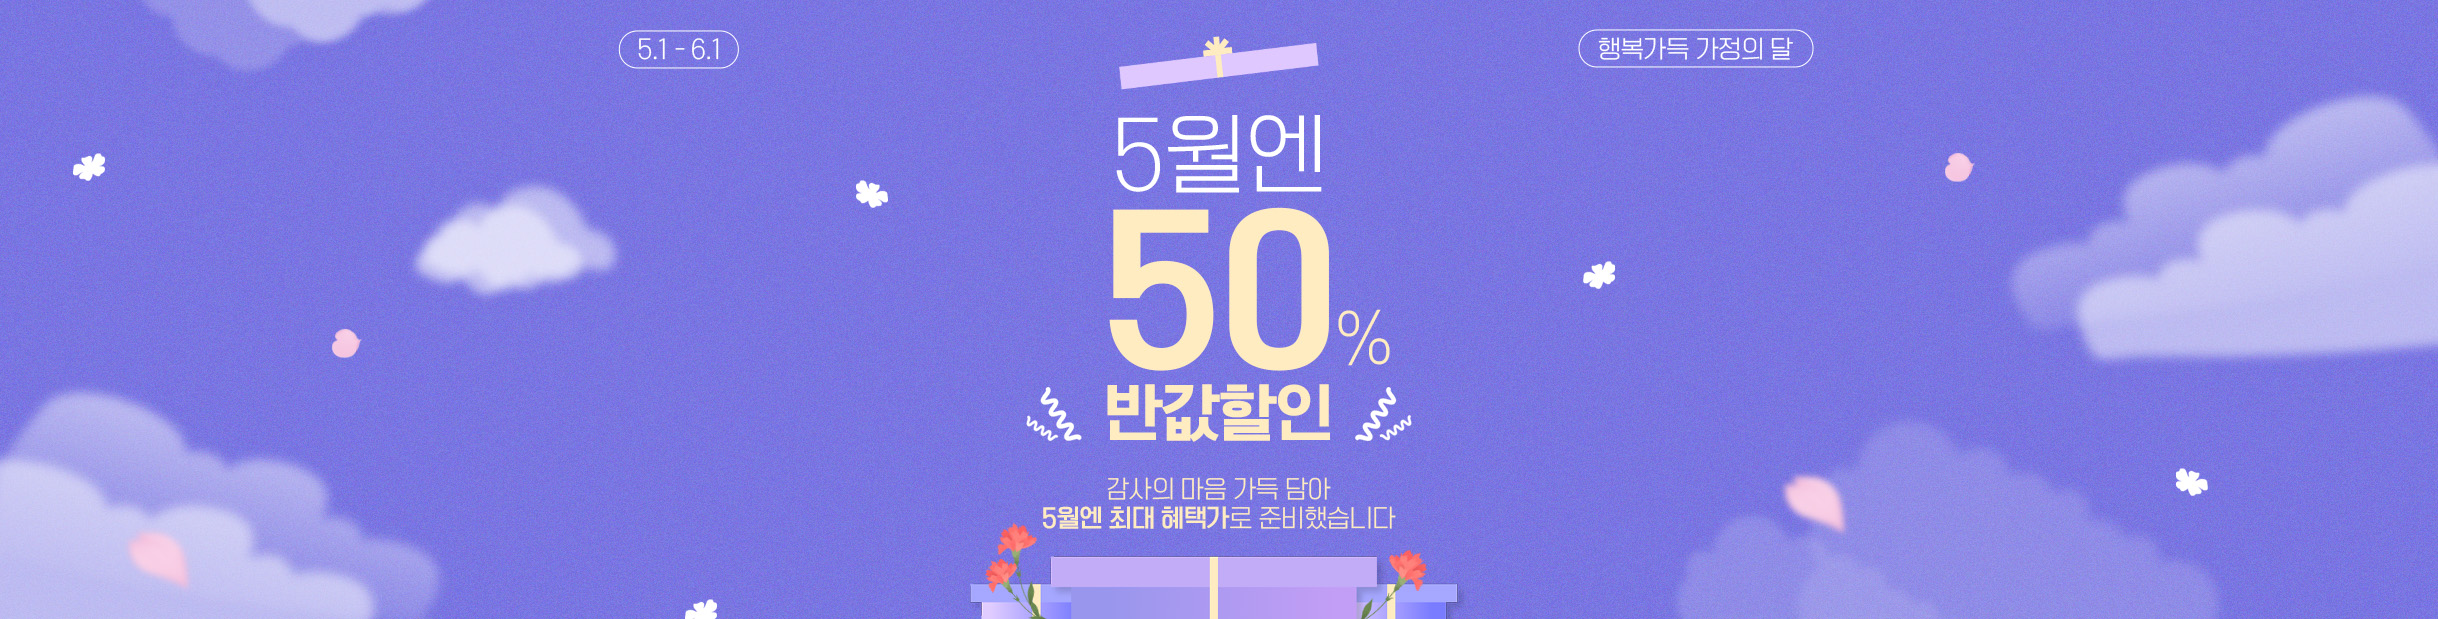 5.1 - 6.1
행복가득 가정의 달
5월엔
50%
반값할인
감사의 마음 가득 담아
5월엔 최대 혜택가로 준비했습니다